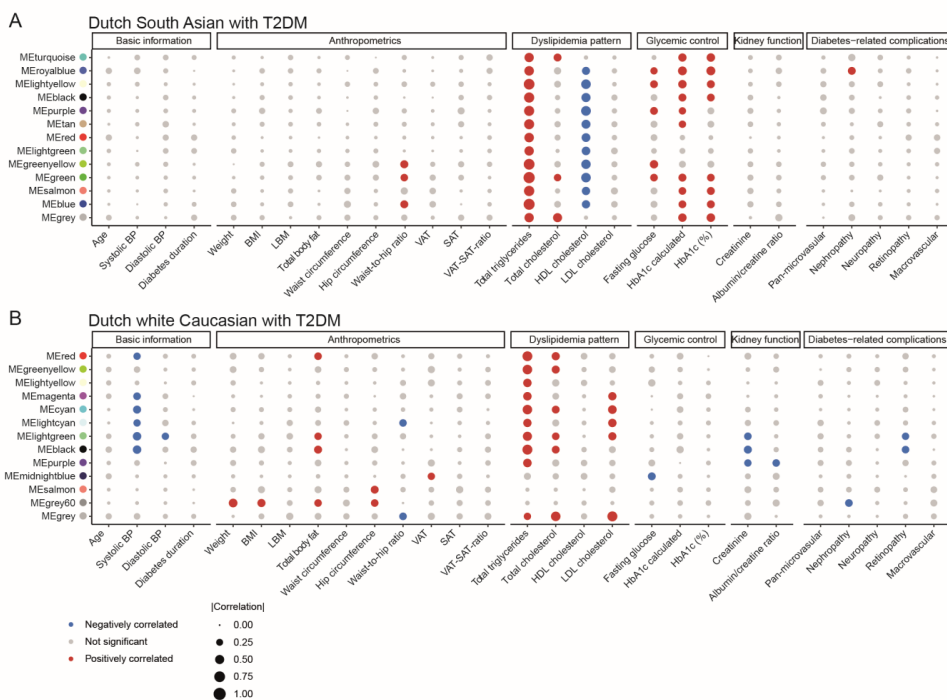 A
Dutch South Asian with T2DM
Basic information
Anthropometrics
Dyslipidemia pattern
Glycemic control
Kidney function
Diabetes−related complications
MEturquoise
MEroyalblue
MElightyellow
MEblack
MEpurple
MEtan
MEred
MElightgreen
MEgreenyellow
MEgreen
MEsalmon
MEblue
MEgrey
Age
Systolic BP
Diastolic BP
Diabetes duration
Weight
BMI
LBM
Total body fat
Waist circumference
Hip circumference
Waist-to-hip ratio
VAT
SAT
VAT-SAT-ratio
Total triglycerides
Total cholesterol
HDL cholesterol
LDL cholesterol
Fasting glucose
HbA1c calculated
HbA1c (%)
Creatinine
Albumin/creatine ratio
Pan-microvasular
Nephropathy
Neuropathy
Retinopathy
Macrovascular
B
Dutch white Caucasian with T2DM
Basic information
Anthropometrics
Dyslipidemia pattern
Glycemic control
Kidney function
Diabetes−related complications
MEred
MEgreenyellow
MElightyellow
MEmagenta
MEcyan
MElightcyan
MElightgreen
MEblack
MEpurple
MEmidnightblue
MEsalmon
MEgrey60
MEgrey
Age
Systolic BP
Diastolic BP
Diabetes duration
Weight
BMI
LBM
Total body fat
Waist circumference
Hip circumference
Waist-to-hip ratio
VAT
SAT
VAT-SAT-ratio
Total triglycerides
Total cholesterol
HDL cholesterol
LDL cholesterol
Fasting glucose
HbA1c calculated
HbA1c (%)
Creatinine
Albumin/creatine ratio
Pan-microvasular
Nephropathy
Neuropathy
Retinopathy
Macrovascular
Negatively correlated
Not significant
Positively correlated
|Correlation|
0.00
0.25
0.50
0.75
1.00